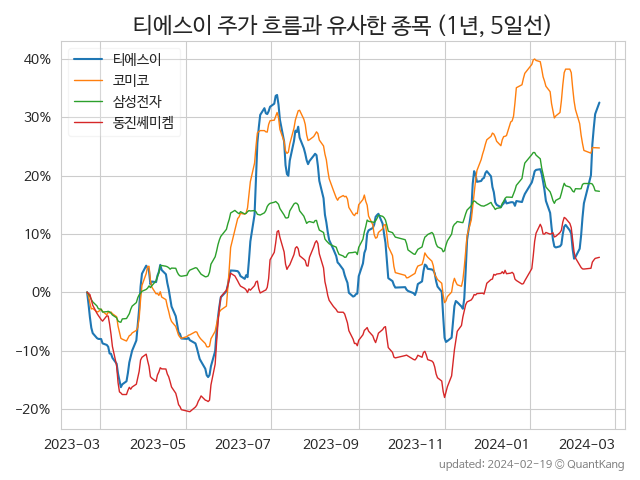 티에스이 주가 흐름과 유사한 종목 (1년, 5일선)
티에스이
코미코
삼성전자
동진쎄미켐
40%
30%
20%
10%
0%
−10%
−20%
2023-03 2023-05 2023-07 2023-09 2023-11 2024-01 2024-03
updated: 2024-02-19 © QuantKang